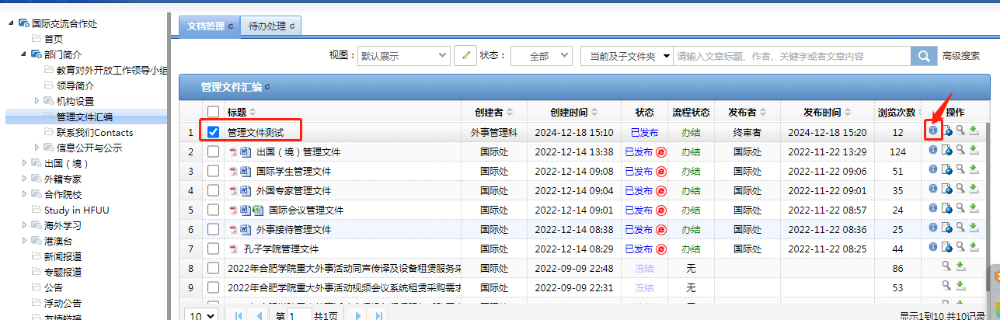 国际交流合作处
首页
部门简介
教育对外开放工作领导小组
领导简介
机构设置
管理文件汇编
联系我们Contacts
信息公开与公示
出国（境）
外籍专家
合作院校
Study in HFUU
海外学习
港澳台
新闻报道
专题报道
公告
浮动公告
友情链接
文档管理 待办处理
视图： 默认展示 状态： 全部 当前及子文件夹 请输入文章标题、作者、关键字或者文章内容 高级搜索
管理文件汇编
标题 创建者 创建时间 状态 流程状态 发布者 发布时间 浏览次数 操作
1 管理文件测试 外事管理科 2024-12-18 15:10 已发布 办结 终审者 2024-12-18 15:20 12
2 出国（境）管理文件 国际处 2022-12-14 13:38 已发布 办结 国际处 2022-11-22 13:29 124
3 国际学生管理文件 国际处 2022-12-14 09:08 已发布 办结 国际处 2022-11-22 09:06 51
4 外国专家管理文件 国际处 2022-12-14 09:04 已发布 办结 国际处 2022-11-22 09:01 35
5 国际会议管理文件 国际处 2022-12-14 09:01 已发布 办结 国际处 2022-11-22 08:57 24
6 外事接待管理文件 国际处 2022-12-14 08:38 已发布 办结 国际处 2022-11-22 08:36 25
7 孔子学院管理文件 国际处 2022-12-14 08:29 已发布 办结 国际处 2022-11-22 08:25 44
8 2022年合肥学院重大外事活动同声传译及设备租赁服务采 国际处 2022-09-09 22:48 冻结 无 86
9 2022年合肥学院重大外事活动视频会议系统租赁采购需求 国际处 2022-09-09 22:31 冻结 无 53
10 第 1 共1页 显示1到10,共10记录